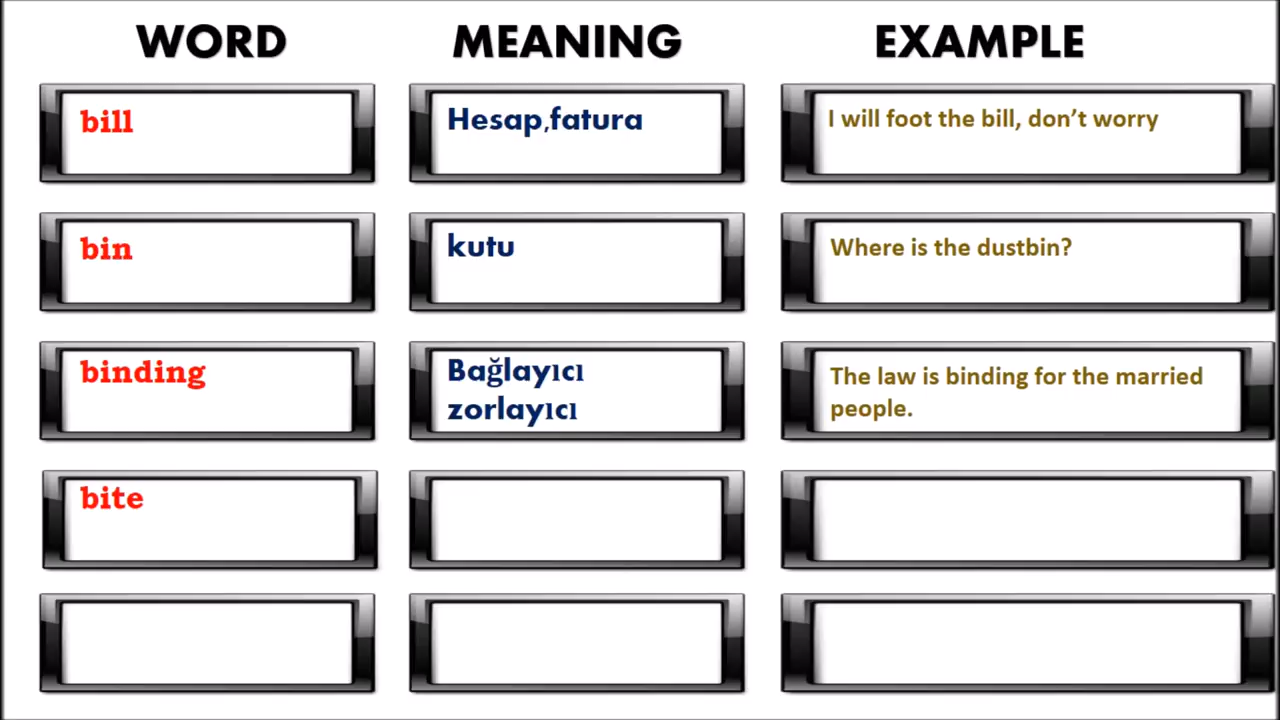 WORD MEANING EXAMPLE
bill Hesap,fatura I will foot the bill, don't worry
bin kutu Where is the dustbin?
binding Bağlayıcı The law is binding for the married
zorlayıcı people.
bite